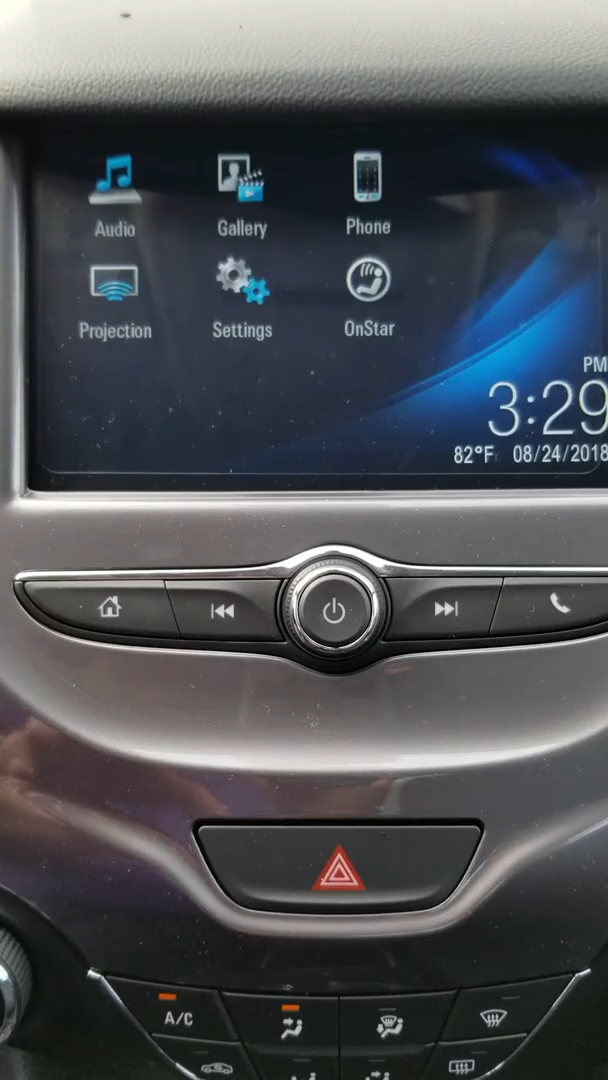 Audio Gallery Phone
Projection Settings OnStar
PM
3:29
82°F 08/24/2018
A/C